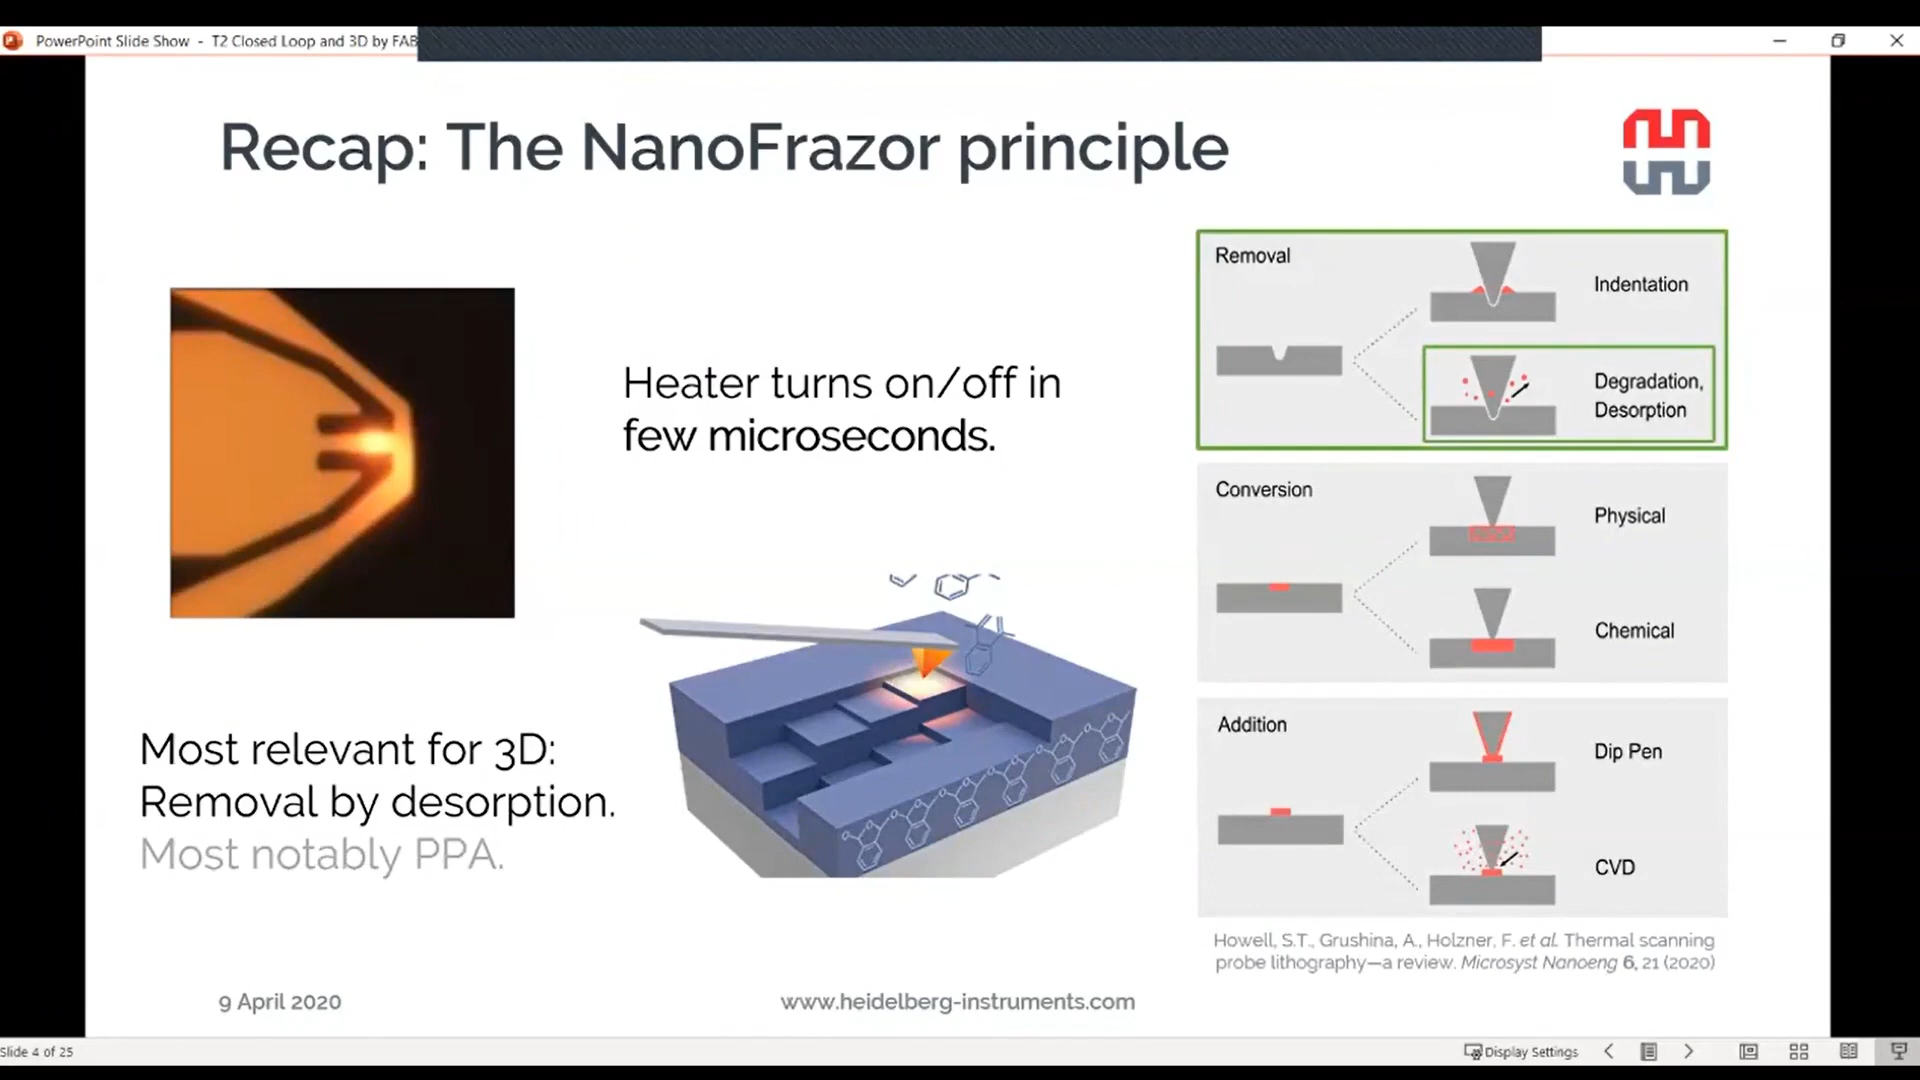 PowerPoint Slide Show - T2 Closed Loop and 3D by FAB
Recap: The NanoFrazor principle
Heater turns on/off in
few microseconds.
Most relevant for 3D:
Removal by desorption.
Most notably PPA.
Removal
Indentation
Degradation,
Desorption
Conversion
Physical
Chemical
Addition
Dip Pen
CVD
Howell, S.T., Grushina, A., Holzner, F. et al. Thermal scanning
probe lithography—a review. Microsyst Nanoeng 6, 21 (2020)
9 April 2020
www.heidelberg-instruments.com
Slide 4 of 25
Display Settings